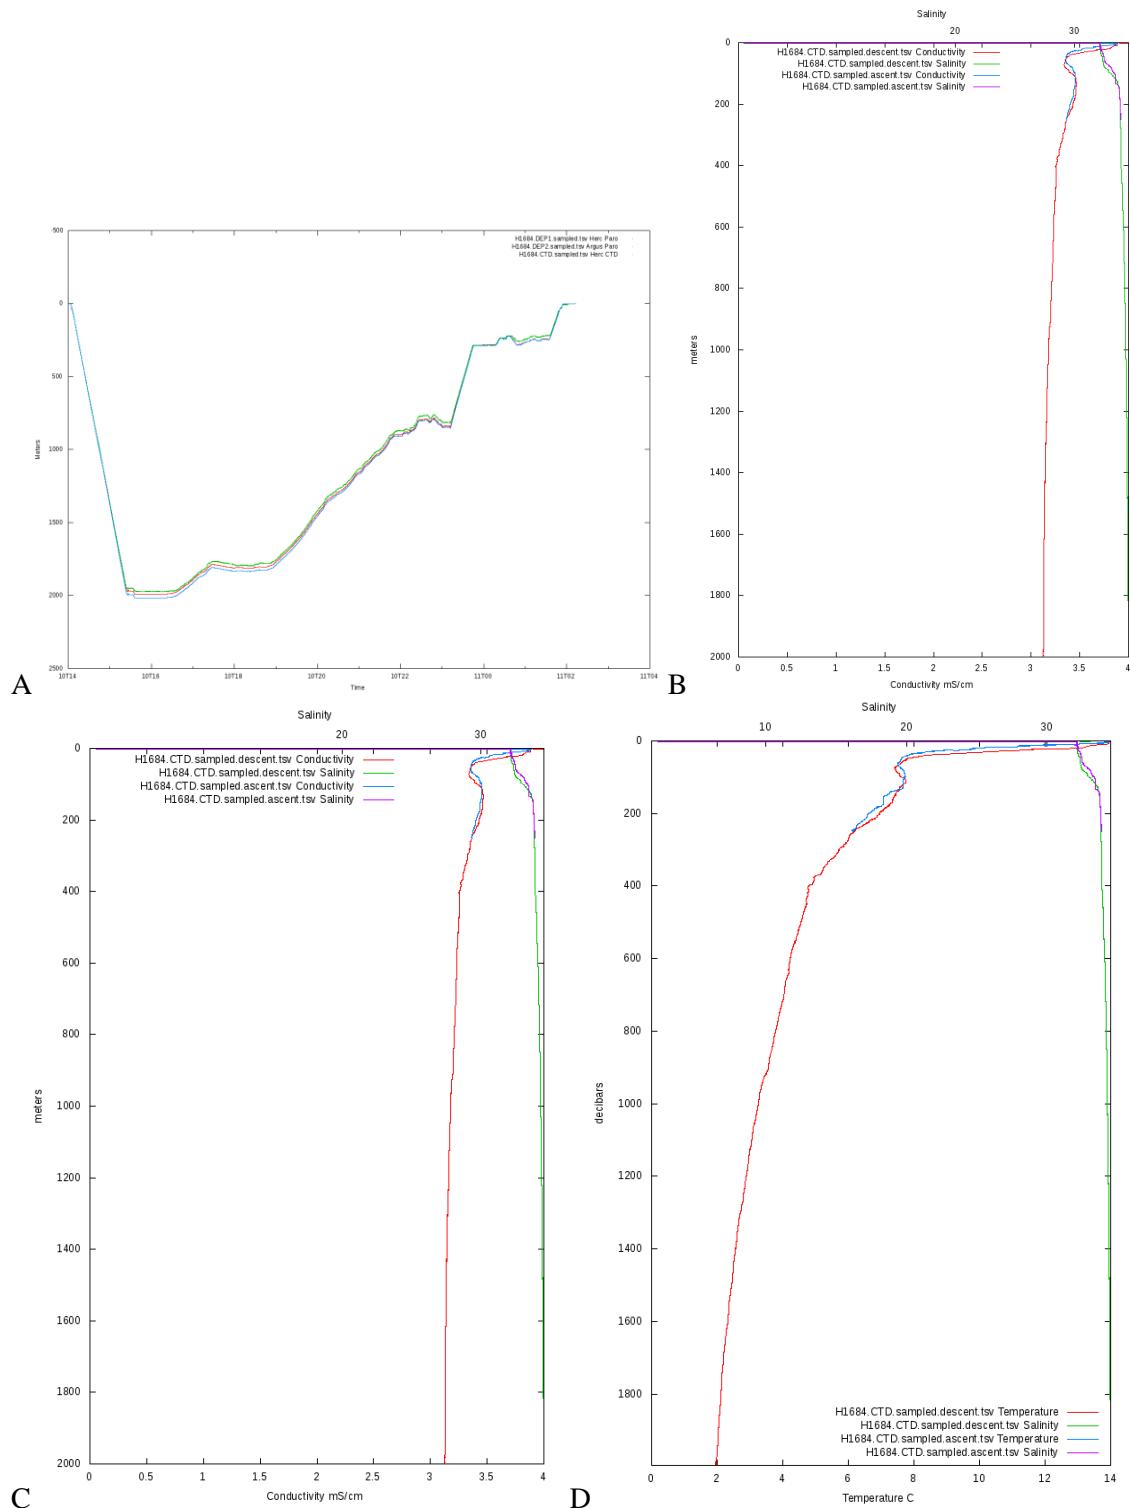 -500
0
500
1000
1500
2000
2500
Meters
H1684.DEP1.sampled.tsv Herc Paro
H1684.DEP2.sampled.tsv Argus Paro
H1684.CTD.sampled.tsv Herc CTD
10T14 10T16 10T18 10T20 10T22 11T00 11T02 11T04
Time
A
Salinity
20 30
H1684.CTD.sampled.descent.tsv Conductivity
H1684.CTD.sampled.descent.tsv Salinity
H1684.CTD.sampled.ascent.tsv Conductivity
H1684.CTD.sampled.ascent.tsv Salinity
0
200
400
600
800
1000
1200
1400
1600
1800
2000
meters
0 0.5 1 1.5 2 2.5 3 3.5 4
Conductivity mS/cm
B
Salinity
20 30
H1684.CTD.sampled.descent.tsv Conductivity
H1684.CTD.sampled.descent.tsv Salinity
H1684.CTD.sampled.ascent.tsv Conductivity
H1684.CTD.sampled.ascent.tsv Salinity
0
200
400
600
800
1000
1200
1400
1600
1800
2000
meters
0 0.5 1 1.5 2 2.5 3 3.5 4
Conductivity mS/cm
C
Salinity
10 20 30
0
200
400
600
800
1000
1200
1400
1600
1800
decibars
H1684.CTD.sampled.descent.tsv Temperature
H1684.CTD.sampled.descent.tsv Salinity
H1684.CTD.sampled.ascent.tsv Temperature
H1684.CTD.sampled.ascent.tsv Salinity
0 2 4 6 8 10 12 14
Temperature C
D